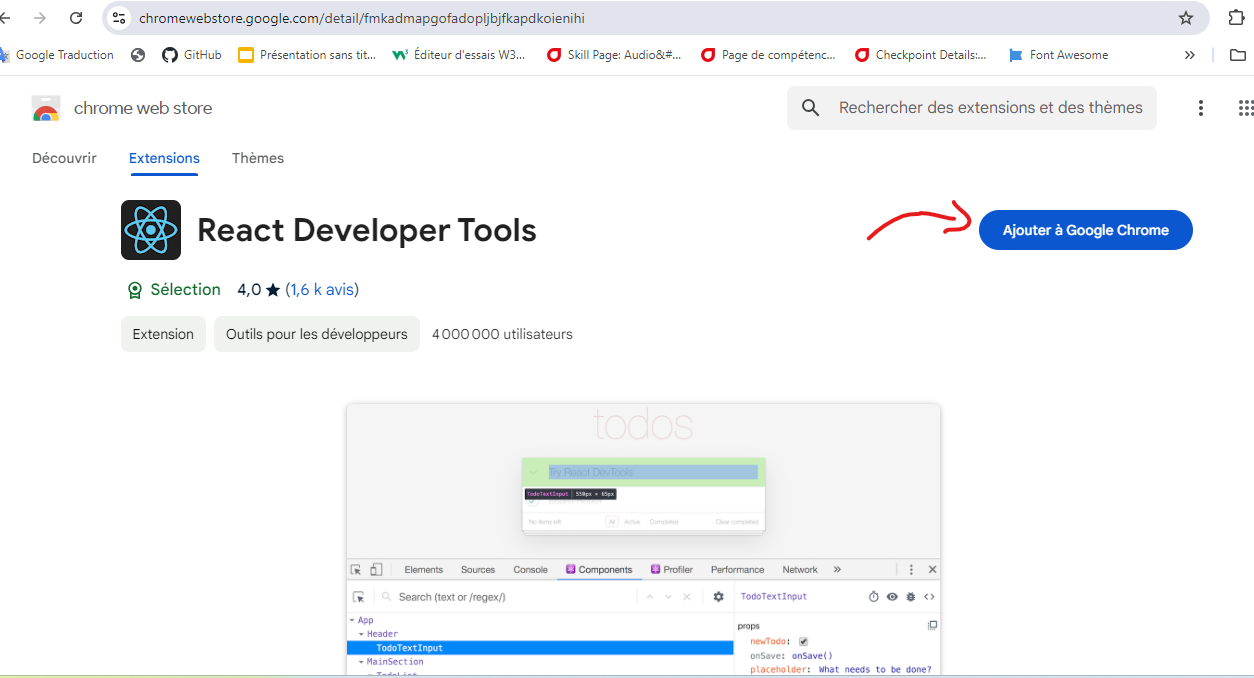 chromewebstore.google.com/detail/fmkadmapgofadopljbjfkapdkoienihi
Google Traduction GitHub Présentation sans tit... Éditeur d'essais W3... Skill Page: Audio&#... Page de compétenc... Checkpoint Details:... Font Awesome »
chrome web store Rechercher des extensions et des thèmes
Découvrir Extensions Thèmes
React Developer Tools Ajouter à Google Chrome
Sélection 4,0 ★ (1,6 k avis)
Extension Outils pour les développeurs 4 000 000 utilisateurs
todos
Try React DevTools
TodoTextInput | 550px × 65px
No items left All Active Completed Clear completed
Elements Sources Console Components Profiler Performance Network »
Search (text or /regex/) TodoTextInput
App
props
Header
newTodo: ✓
TodoTextInput
onSave: onSave()
MainSection
placeholder: What needs to be done?
TodoList